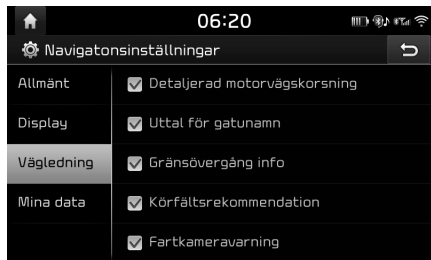 06:20
Navigatonsinställningar
Allmänt
Detaljerad motorvägskorsning
Display
Uttal för gatunamn
Vägledning
Gränsövergång info
Mina data
Körfältsrekommendation
Fartkameravarning